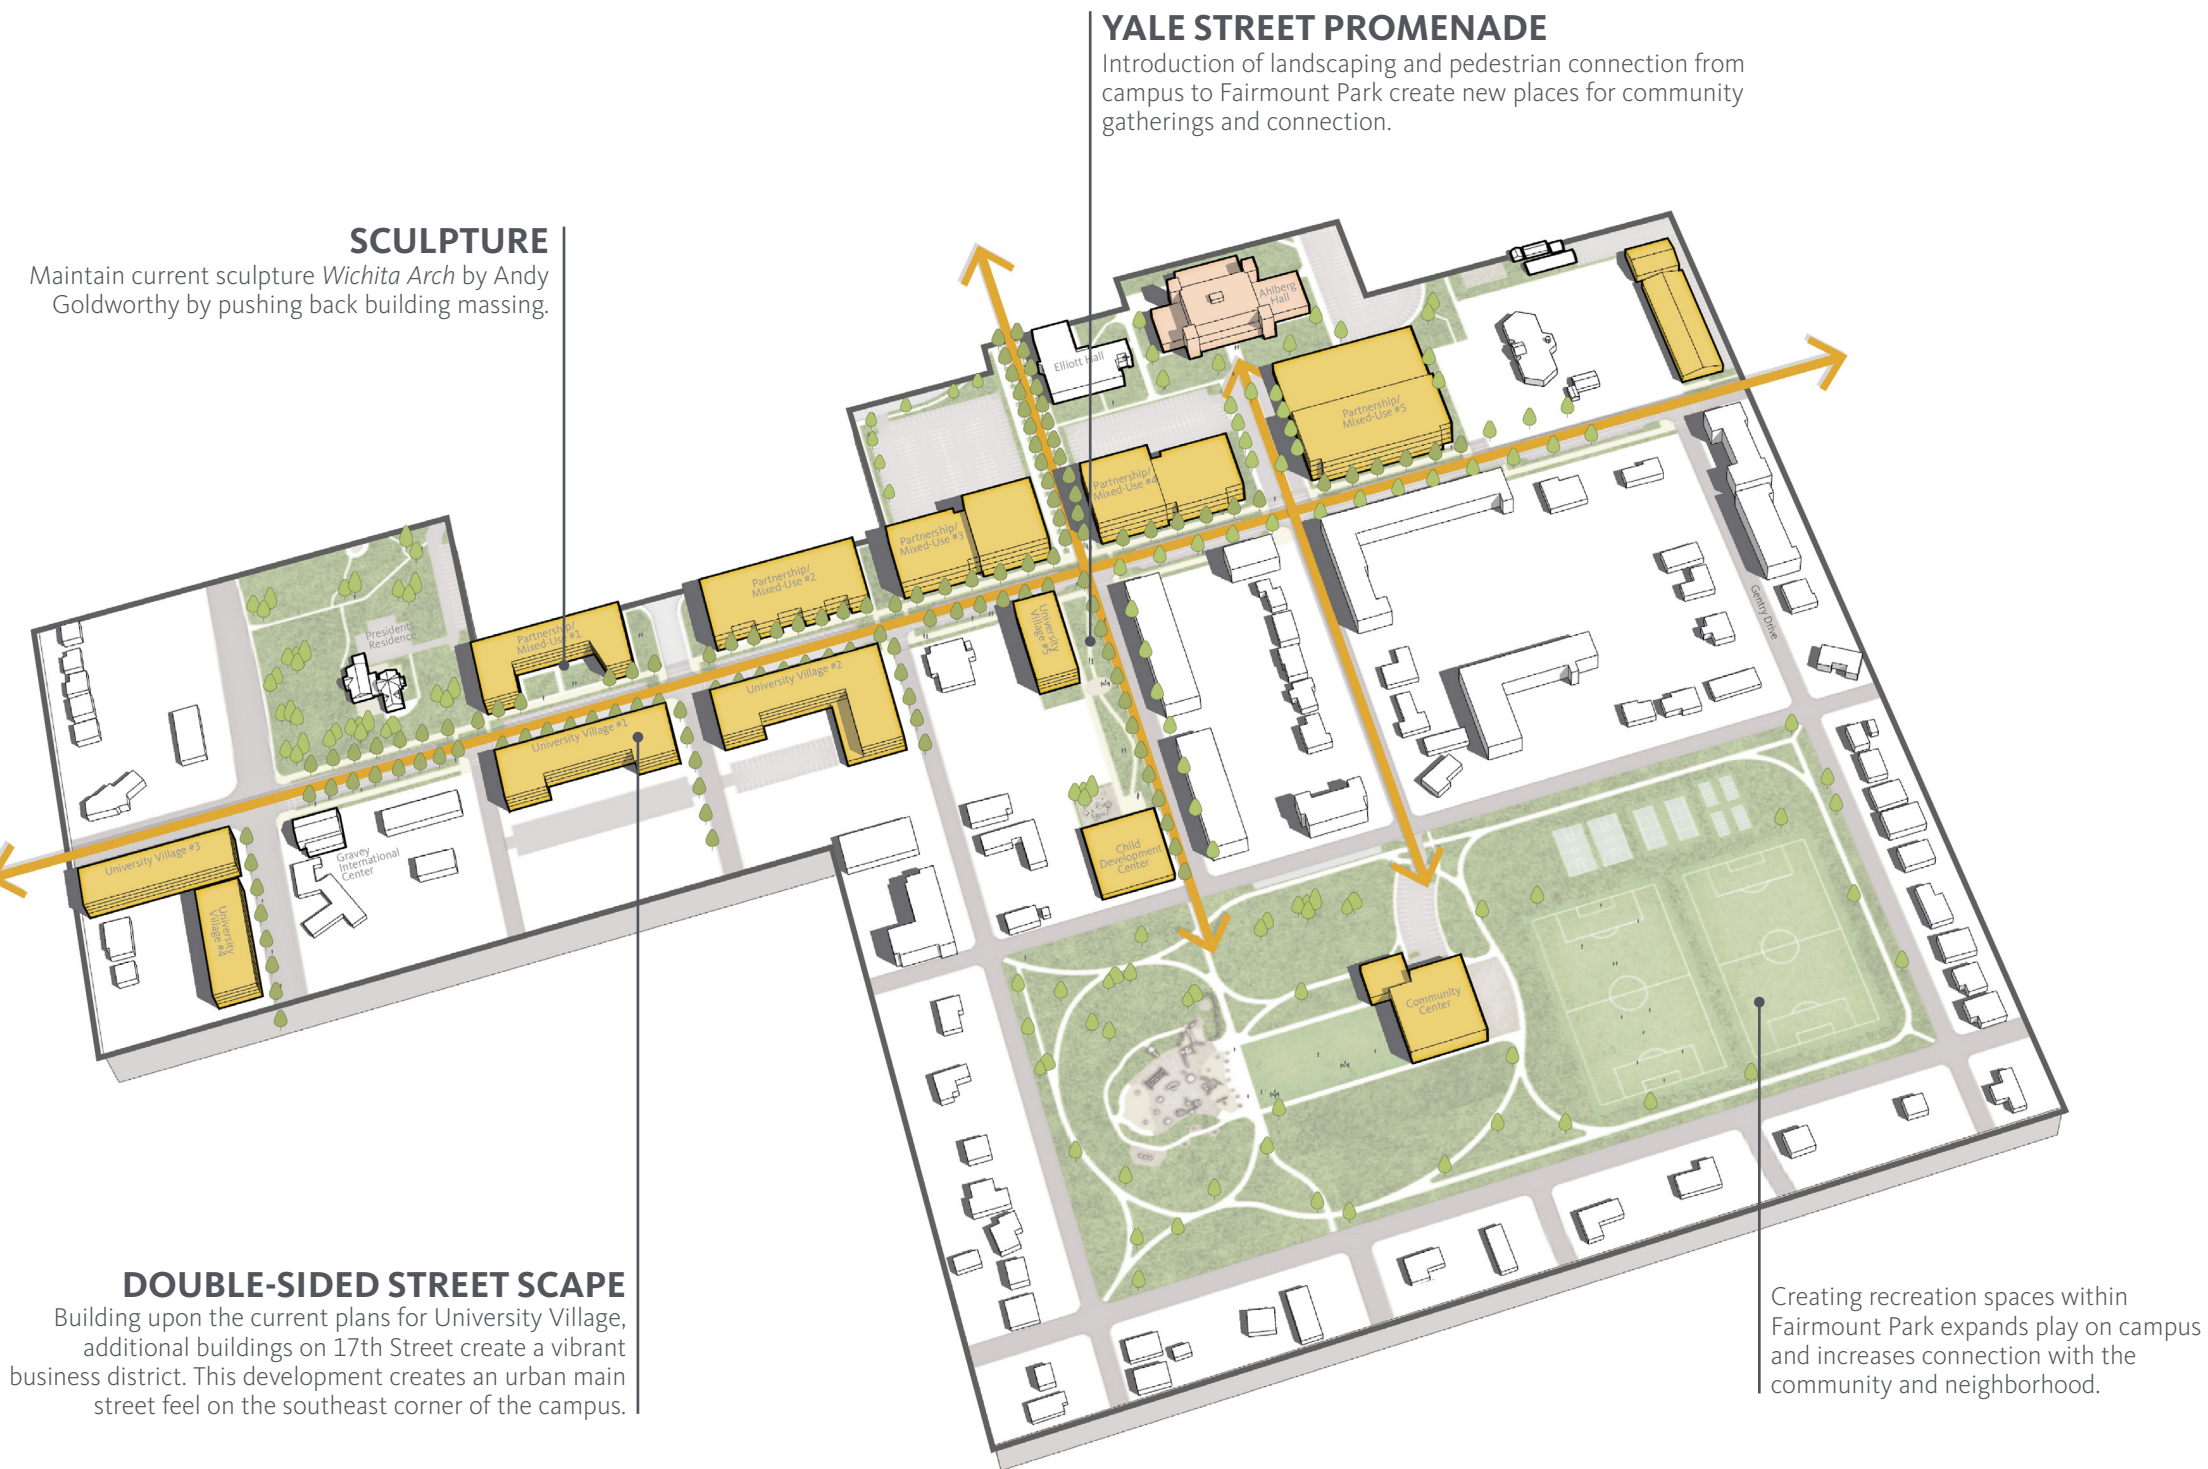 YALE STREET PROMENADE
Introduction of landscaping and pedestrian connection from
campus to Fairmount Park create new places for community
gatherings and connection.
SCULPTURE
Maintain current sculpture Wichita Arch by Andy
Goldworthy by pushing back building massing.
Ahlberg
Hall
Elliott Hall
Partnership/
Mixed-Use #5
Partnership/
Mixed-Use #4
Partnership/
Mixed-Use #3
Partnership/
Mixed-Use #2
Partnership/
Mixed-Use #1
Presidents
Residence
University
Village #5
Gentry Drive
University Village #2
University Village #1
University Village #3
University
Village #4
Gravey
International
Center
Child
Development
Center
Community
Center
DOUBLE-SIDED STREET SCAPE
Building upon the current plans for University Village,
additional buildings on 17th Street create a vibrant
business district. This development creates an urban main
street feel on the southeast corner of the campus.
Creating recreation spaces within
Fairmount Park expands play on campus
and increases connection with the
community and neighborhood.